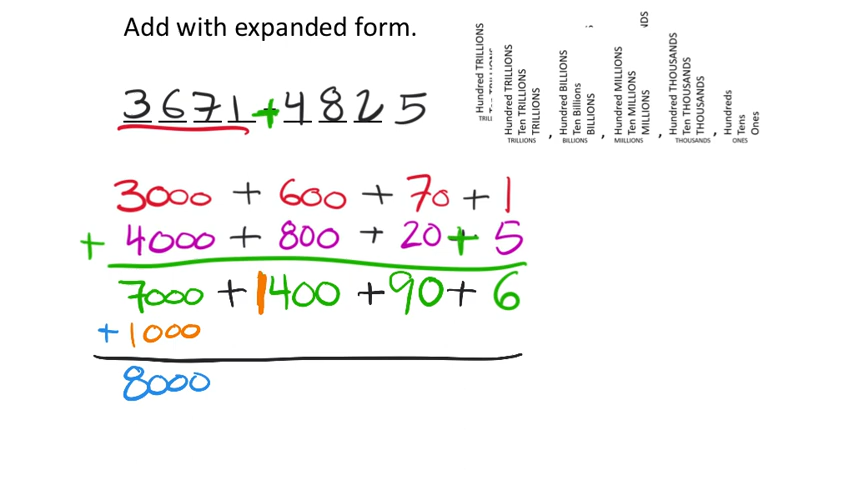 Add with expanded form.
3671 + 4825
3000 + 600 + 70 + 1
+ 4000 + 800 + 20 + 5
7000 + 1400 + 90 + 6
+ 1000
8000
Hundred TRILLIONS
Hundred TRILLIONS
Ten TRILLIONS
TRILLIONS
TRILLIONS
,
Hundred BILLIONS
Ten Billions
BILLIONS
BILLIONS
,
Hundred MILLIONS
Ten MILLIONS
MILLIONS
MILLIONS
,
Hundred THOUSANDS
Ten THOUSANDS
THOUSANDS
THOUSANDS
,
Hundreds
Tens
Ones
ONES